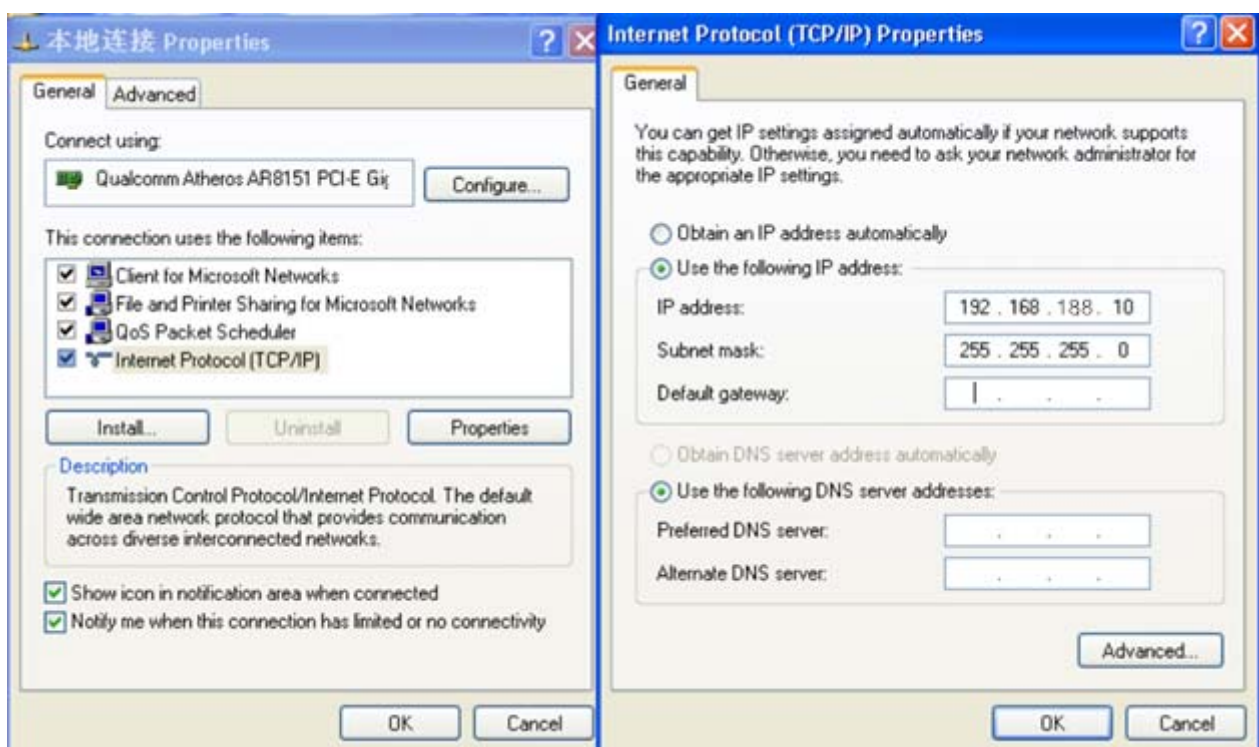 本地连接 Properties
General
Advanced
Connect using:
Qualcomm Atheros AR8151 PCI-E Gig
Configure...
This connection uses the following items:
Client for Microsoft Networks
File and Printer Sharing for Microsoft Networks
QoS Packet Scheduler
Internet Protocol (TCP/IP)
Install...
Uninstall
Properties
Description
Transmission Control Protocol/Internet Protocol. The default
wide area network protocol that provides communication
across diverse interconnected networks.
Show icon in notification area when connected
Notify me when this connection has limited or no connectivity
OK
Cancel
Internet Protocol (TCP/IP) Properties
General
You can get IP settings assigned automatically if your network supports
this capability. Otherwise, you need to ask your network administrator for
the appropriate IP settings.
Obtain an IP address automatically
Use the following IP address:
IP address: 192 . 168 . 188 . 10
Subnet mask: 255 . 255 . 255 . 0
Default gateway: . . .
Obtain DNS server address automatically
Use the following DNS server addresses:
Preferred DNS server: . . .
Alternate DNS server: . . .
Advanced...
OK
Cancel